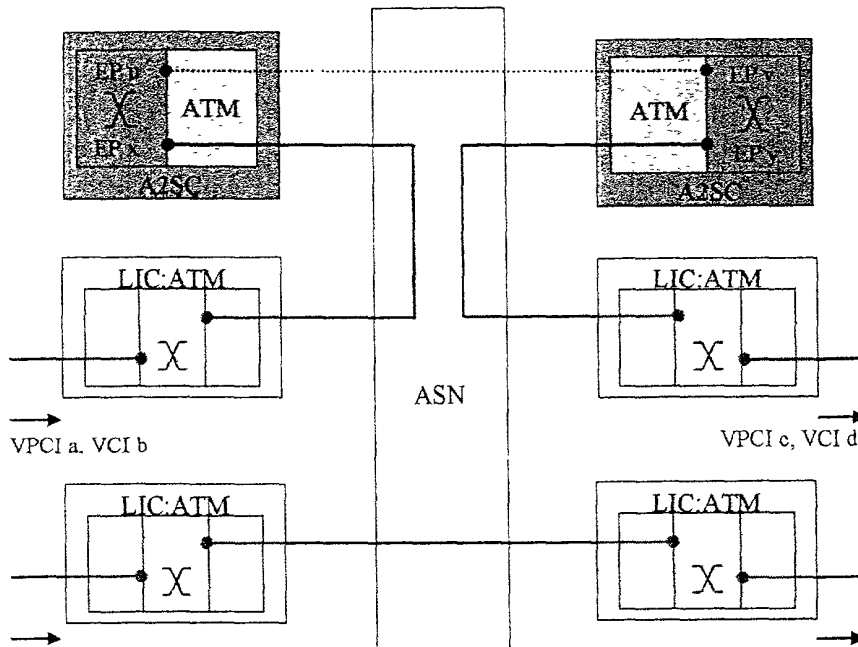 ATM
EP x
A2SC
EP v
ATM
EP y
A2SC
LIC:ATM
LIC:ATM
ASN
VPCI a. VCI b
VPCI c, VCI d
LIC:ATM
LIC:ATM